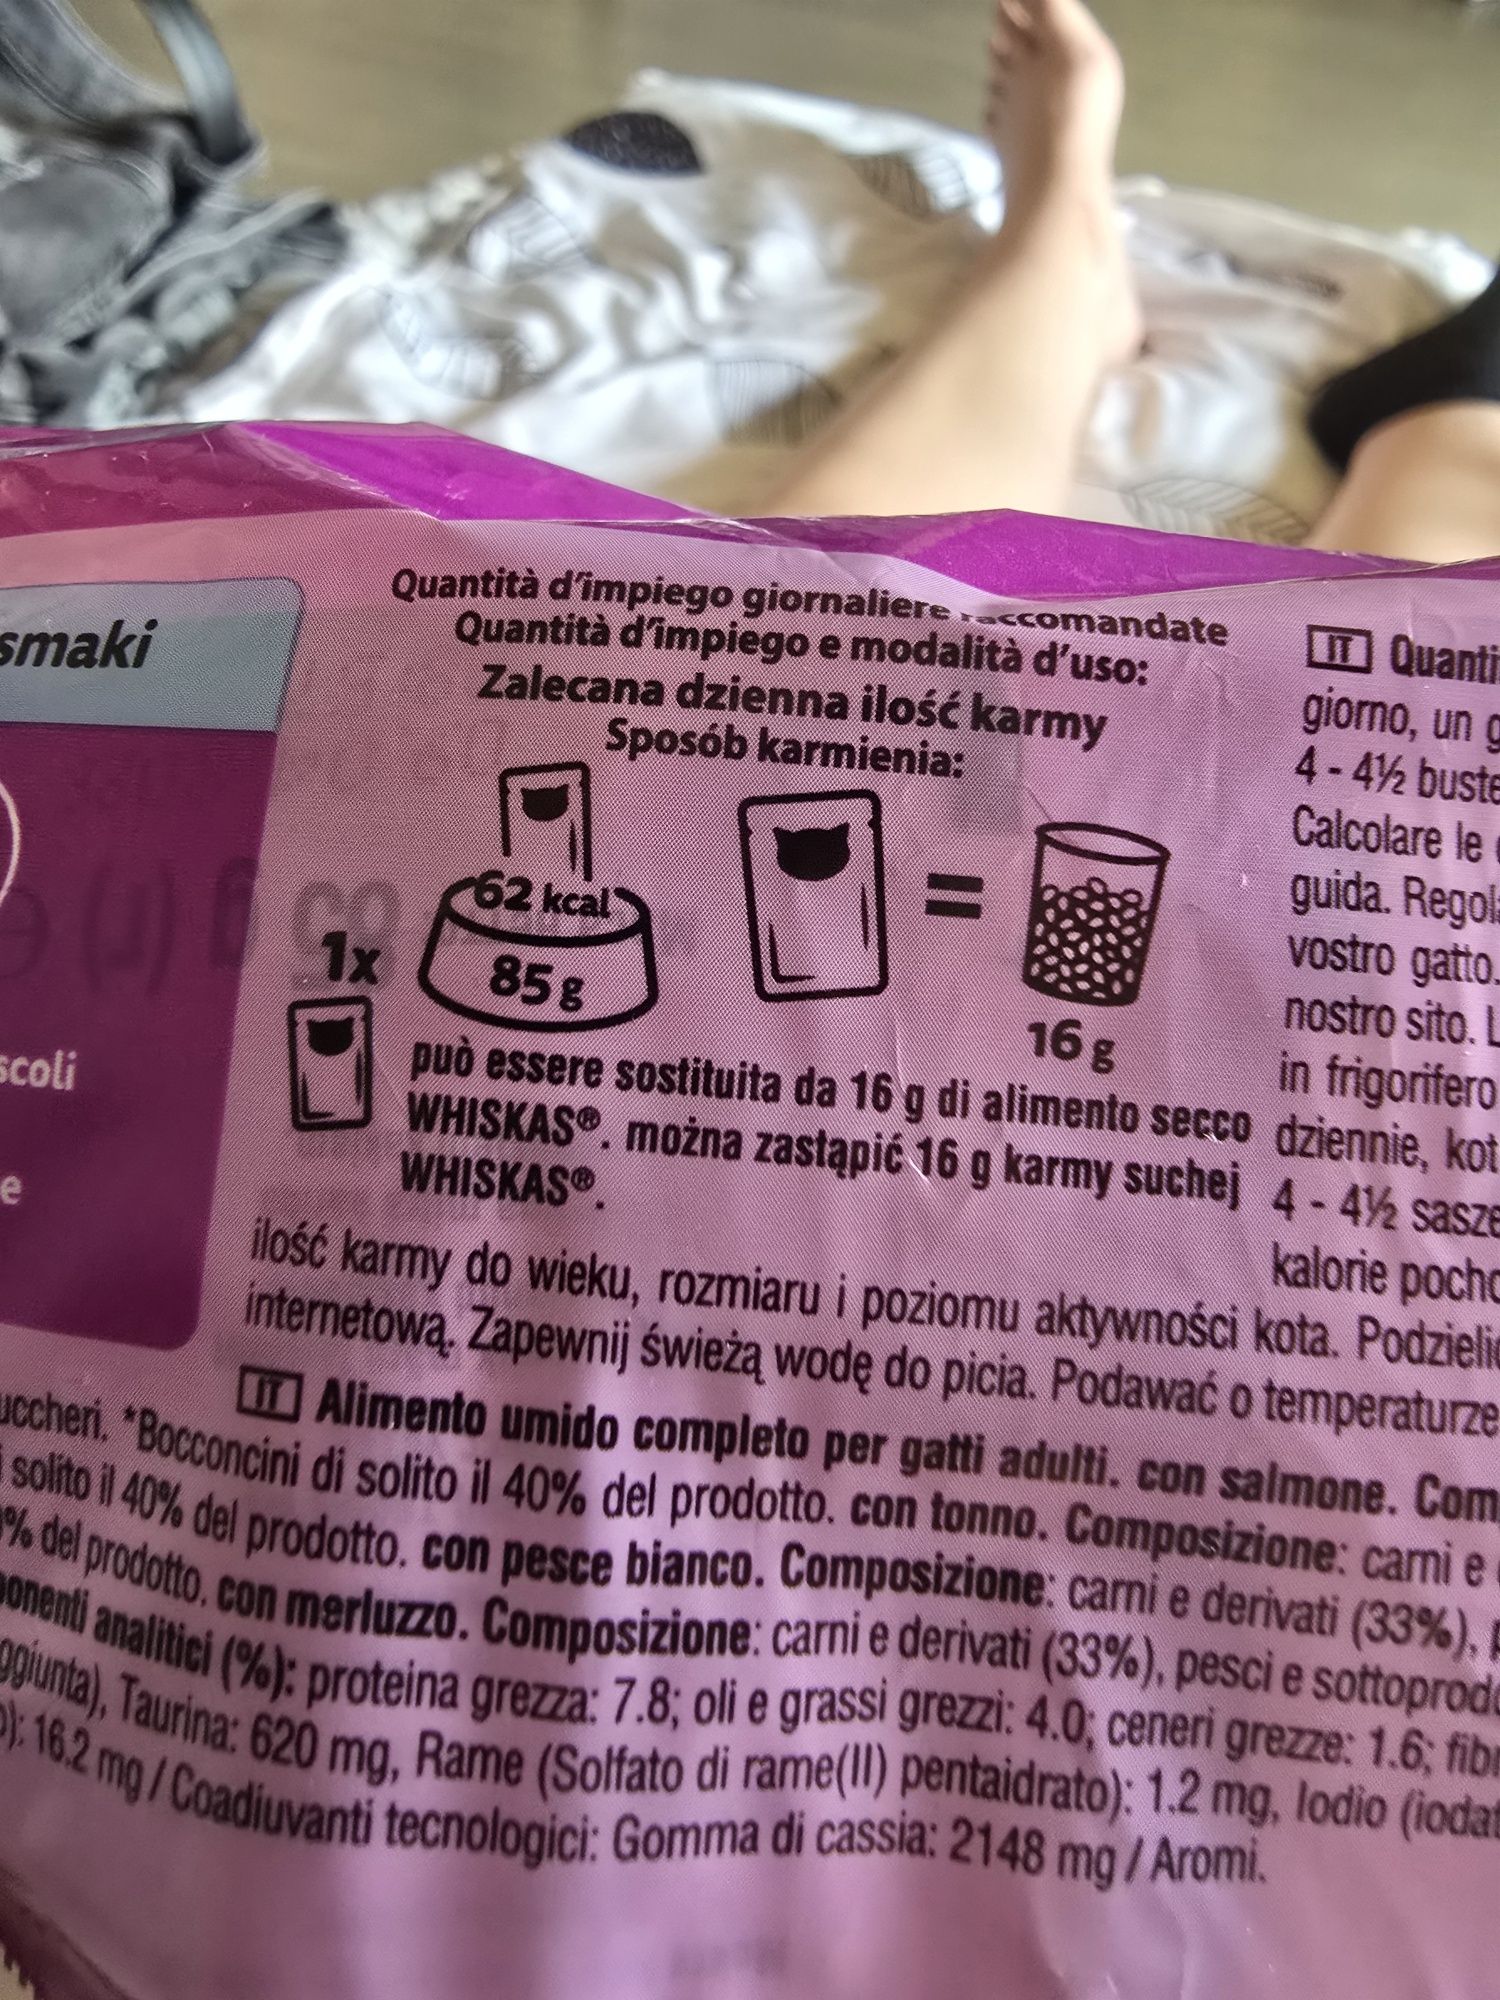 smaki
scoli
e
Quantità d'impiego giornaliere raccomandate
Quantità d'impiego e modalità d'uso:
Zalecana dzienna ilość karmy
Sposób karmienia:
1x
62 kcal
85 g
=
16 g
può essere sostituita da 16 g di alimento secco
WHISKAS®. można zastąpić 16 g karmy suchej
WHISKAS®.
IT Quanti
giorno, un g
4 - 4½ buste
Calcolare le
guida. Regola
vostro gatto.
nostro sito. L
in frigorifero
dziennie, kot
4 - 4½ sasze
kalorie pocho
ilość karmy do wieku, rozmiaru i poziomu aktywności kota. Podzielić
internetową. Zapewnij świeżą wodę do picia. Podawać o temperaturze
IT Alimento umido completo per gatti adulti. con salmone. Com
uccheri. *Bocconcini di solito il 40% del prodotto. con tonno. Composizione: carni e
solito il 40% del prodotto. con pesce bianco. Composizione: carni e derivati (33%),
% del prodotto. con merluzzo. Composizione: carni e derivati (33%), pesci e sottoprodo
onenti analitici (%): proteina grezza: 7.8; oli e grassi grezzi: 4.0; ceneri grezze: 1.6; fibr
ggiunta), Taurina: 620 mg, Rame (Solfato di rame(II) pentaidrato): 1.2 mg, Iodio (iodat
o): 16.2 mg / Coadiuvanti tecnologici: Gomma di cassia: 2148 mg / Aromi.